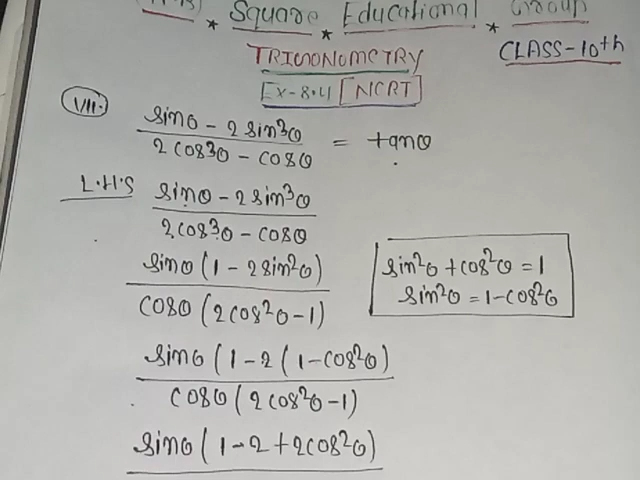 Square Educational Group
TRIGONOMETRY
CLASS-10th
Ex-8.4 [NCRT]
VII. sinθ - 2sin³θ / 2cos³θ - cosθ = tanθ
L.H.S sinθ - 2sin³θ / 2cos³θ - cosθ
sinθ (1 - 2sin²θ) / cosθ (2cos²θ - 1)
sin²θ + cos²θ = 1
sin²θ = 1 - cos²θ
sinθ (1 - 2(1 - cos²θ) / cosθ (2cos²θ - 1)
sinθ (1 - 2 + 2cos²θ)